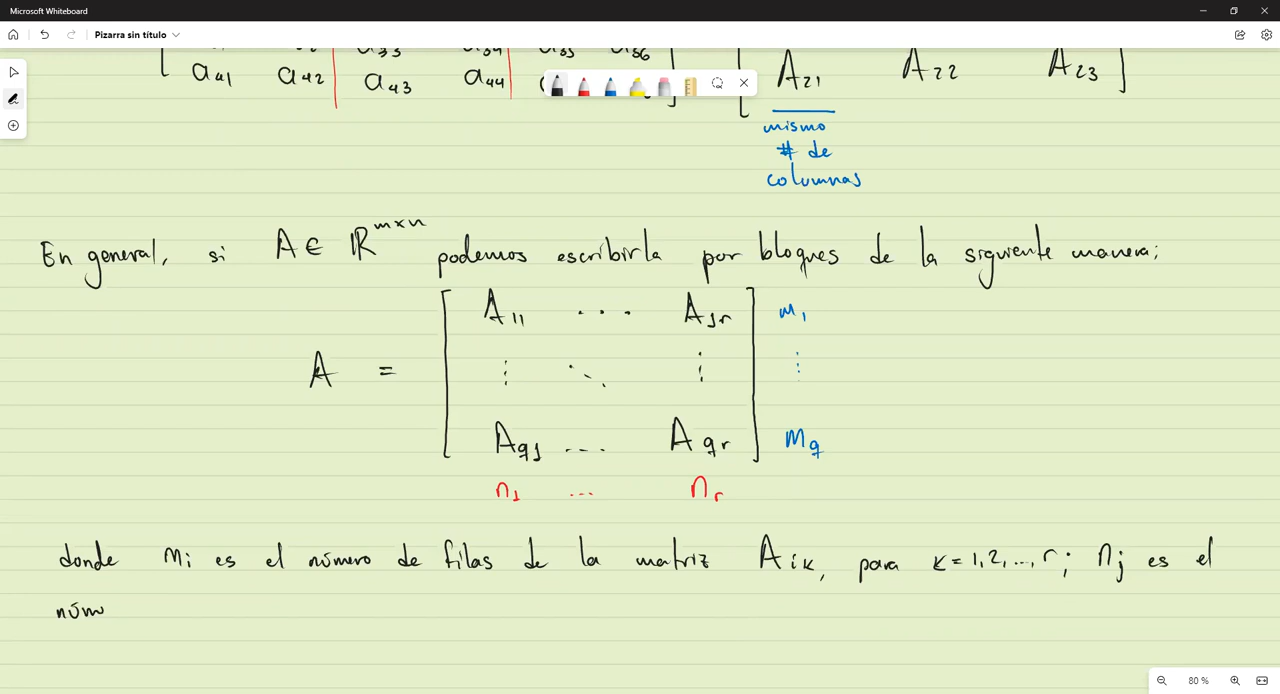 Microsoft Whiteboard
Pizarra sin título
a41 a42 a43 a44
A21 A22 A23
mismo
# de
columnas
En general, si A ∈ ℝ^{m×n} podemos escribirla por bloques de la siguiente manera;
A11 ... A1r m1
A =
Aq1 ... Aqr mq
n1 ... nr
donde mi es el número de filas de la matriz Aik, para k = 1, 2, ..., r; nj es el
núm
80 %